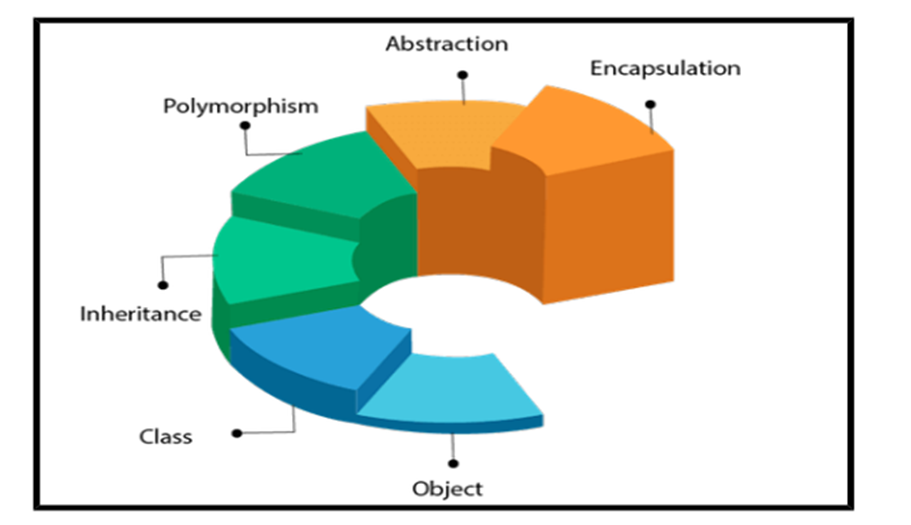 Abstraction
Encapsulation
Polymorphism
Inheritance
Class
Object